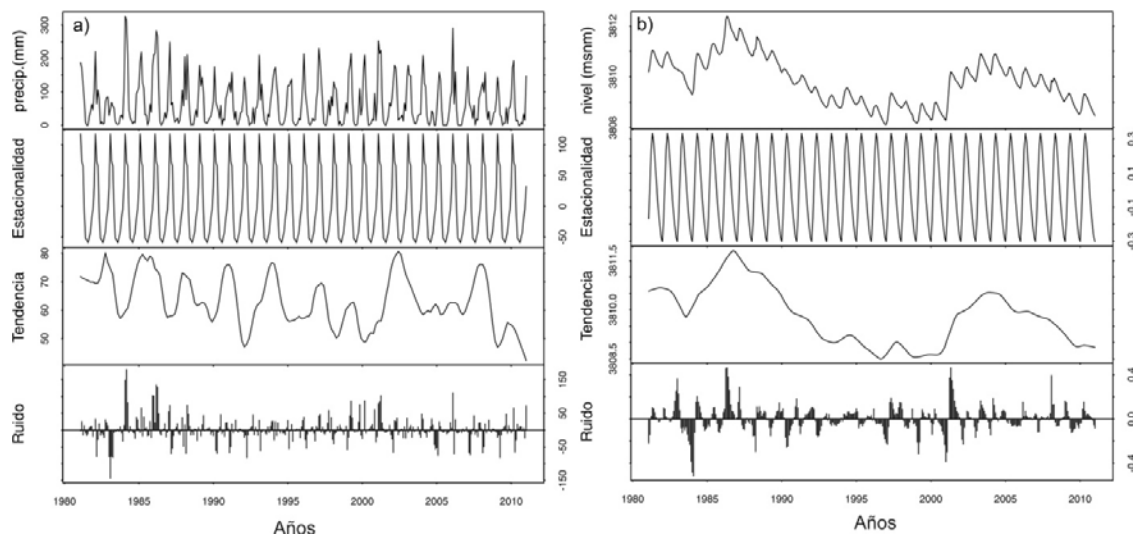 a)
precip.(mm)
0 100 200 300
Estacionalidad
-50 0 50 100
Tendencia
50 60 70 80
Ruido
-150 -50 50 150
1980 1985 1990 1995 2000 2005 2010
Años
b)
nivel (msnm)
3808 3810 3812
Estacionalidad
-0.3 -0.1 0.1 0.3
Tendencia
3808.5 3810.0 3811.5
Ruido
-0.4 0.0 0.4
1980 1985 1990 1995 2000 2005 2010
Años